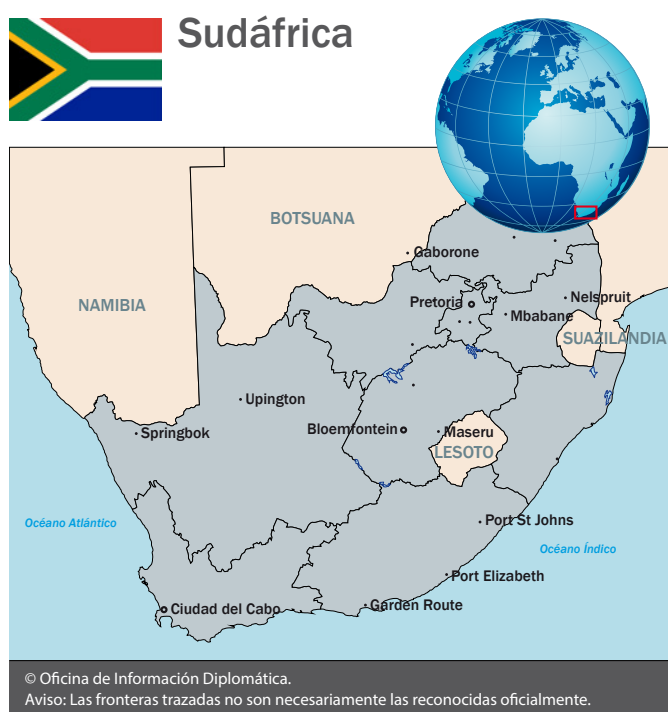 Sudáfrica
BOTSUANA
Gaborone
NAMIBIA
Pretoria
Nelspruit
Mbabane
SUAZILANDIA
Upington
Springbok
Bloemfontein
Maseru
LESOTO
Océano Atlántico
Port St Johns
Océano Índico
Port Elizabeth
Ciudad del Cabo
Garden Route
© Oficina de Información Diplomática.
Aviso: Las fronteras trazadas no son necesariamente las reconocidas oficialmente.